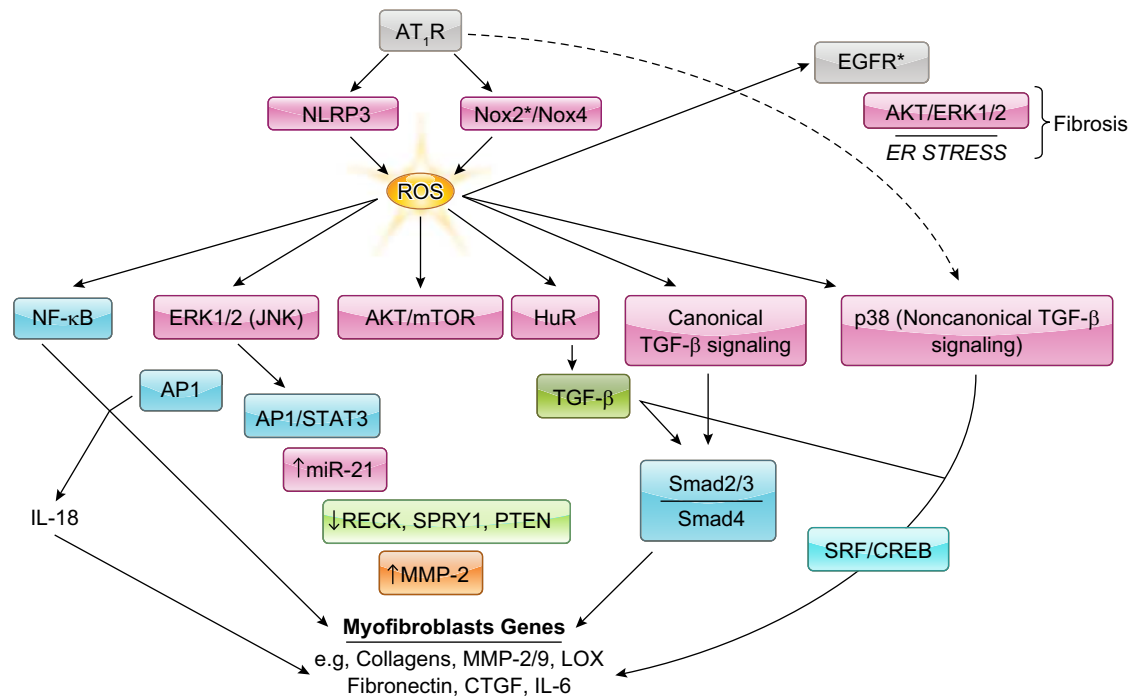 AT₁R
EGFR*
NLRP3
Nox2*/Nox4
AKT/ERK1/2
ER STRESS
Fibrosis
ROS
NF-κB
ERK1/2 (JNK)
AKT/mTOR
HuR
Canonical
TGF-β signaling
p38 (Noncanonical TGF-β
signaling)
AP1
TGF-β
AP1/STAT3
↑miR-21
Smad2/3
Smad4
IL-18
↓RECK, SPRY1, PTEN
SRF/CREB
↑MMP-2
Myofibroblasts Genes
e.g, Collagens, MMP-2/9, LOX
Fibronectin, CTGF, IL-6